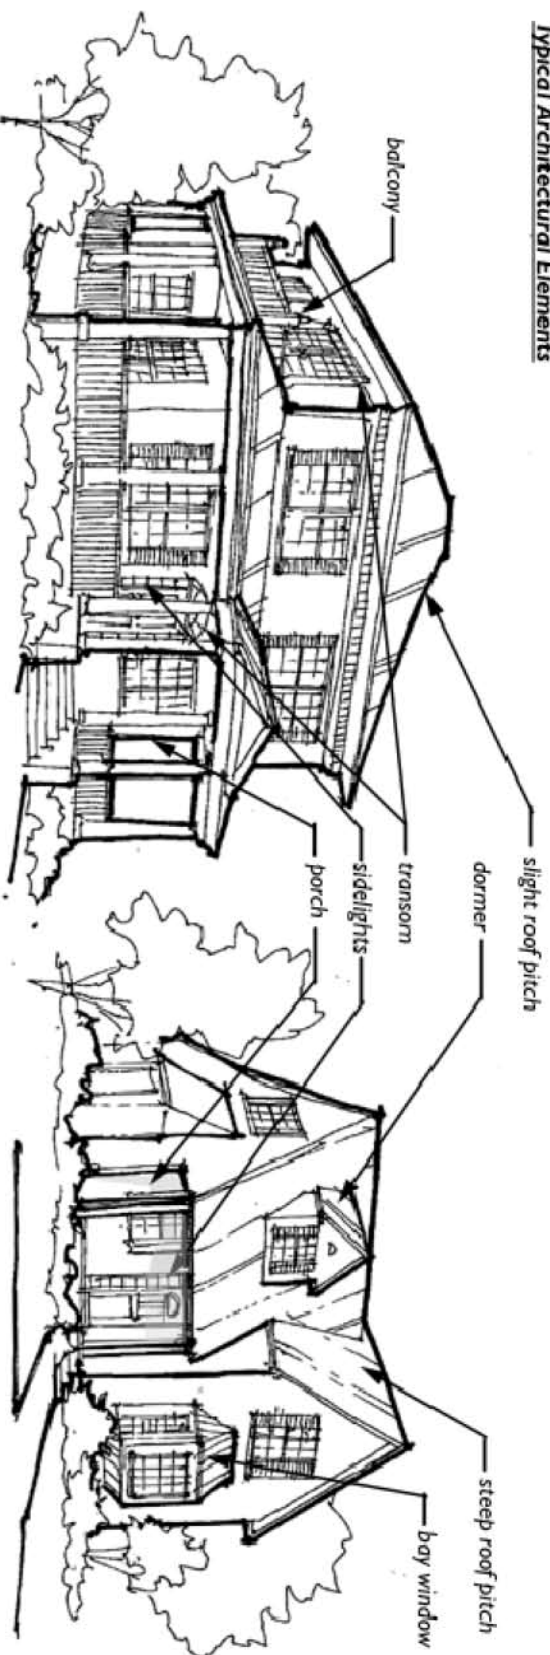 Typical Architectural Elements
slight roof pitch
dormer
steep roof pitch
balcony
transom
sidelights
porch
bay window